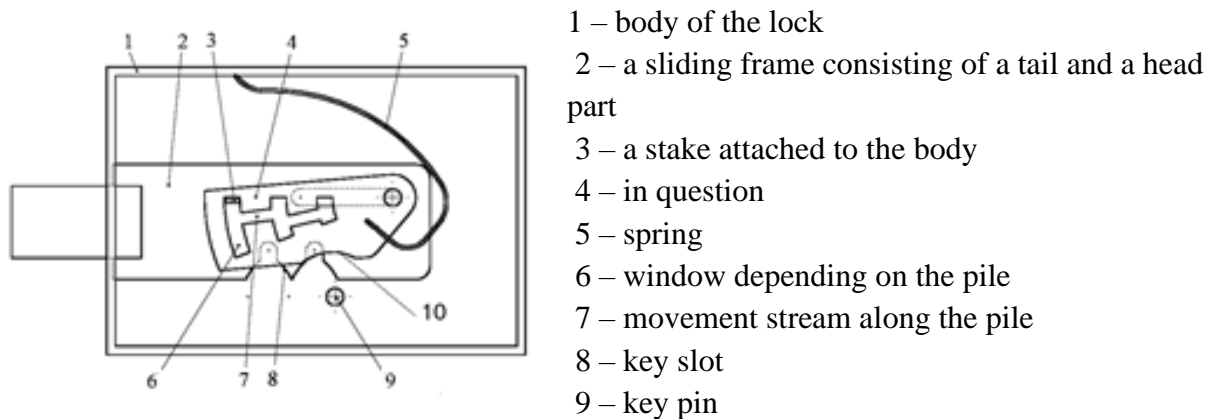 1 2 3 4 5
10
6 7 8 9
1 – body of the lock
2 – a sliding frame consisting of a tail and a head
part
3 – a stake attached to the body
4 – in question
5 – spring
6 – window depending on the pile
7 – movement stream along the pile
8 – key slot
9 – key pin